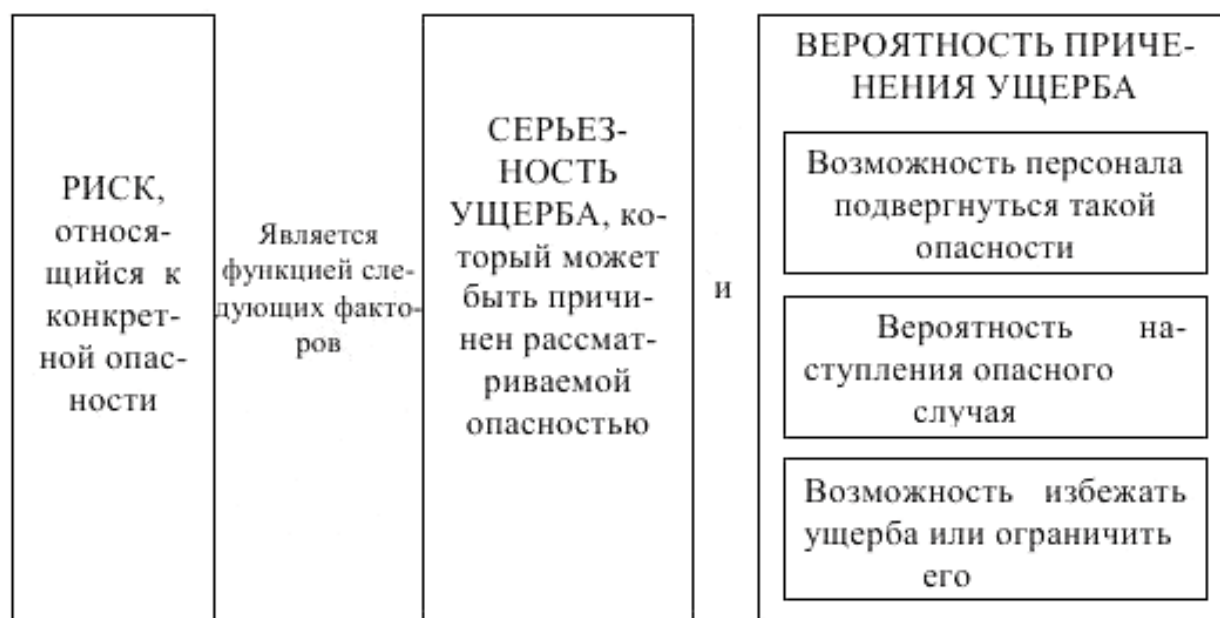 РИСК,
относя-
щийся к
конкрет-
ной опас-
ности
Является
функцией сле-
дующих факто-
ров
СЕРЬЕЗ-
НОСТЬ
УЩЕРБА, ко-
торый может
быть причи-
нен рассмат-
риваемой
опасностью
и
ВЕРОЯТНОСТЬ ПРИЧЕ-
НЕНИЯ УЩЕРБА
Возможность персонала
подвергнуться такой
опасности
Вероятность на-
ступления опасного
случая
Возможность избежать
ущерба или ограничить
его